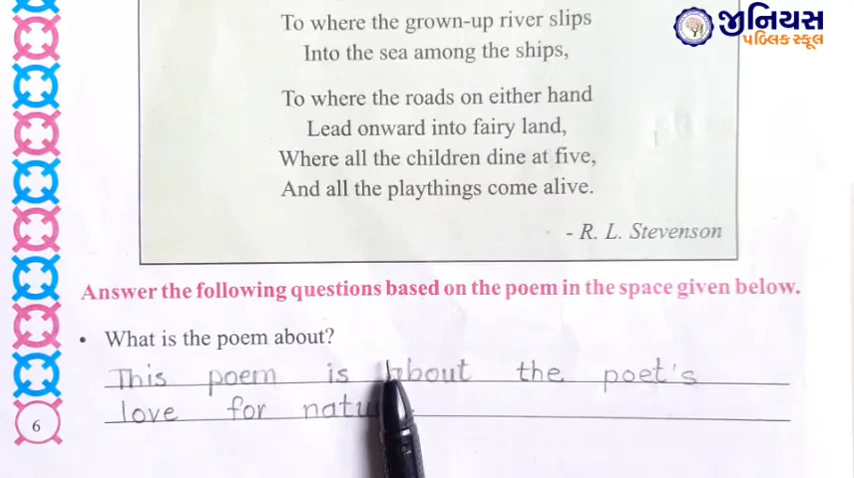 To where the grown-up river slips
Into the sea among the ships,
To where the roads on either hand
Lead onward into fairy land,
Where all the children dine at five,
And all the playthings come alive.
- R. L. Stevenson
જીનિયસ
પબ્લિક સ્કૂલ
Answer the following questions based on the poem in the space given below.
• What is the poem about?
This poem is about the poet's
love for natu
6